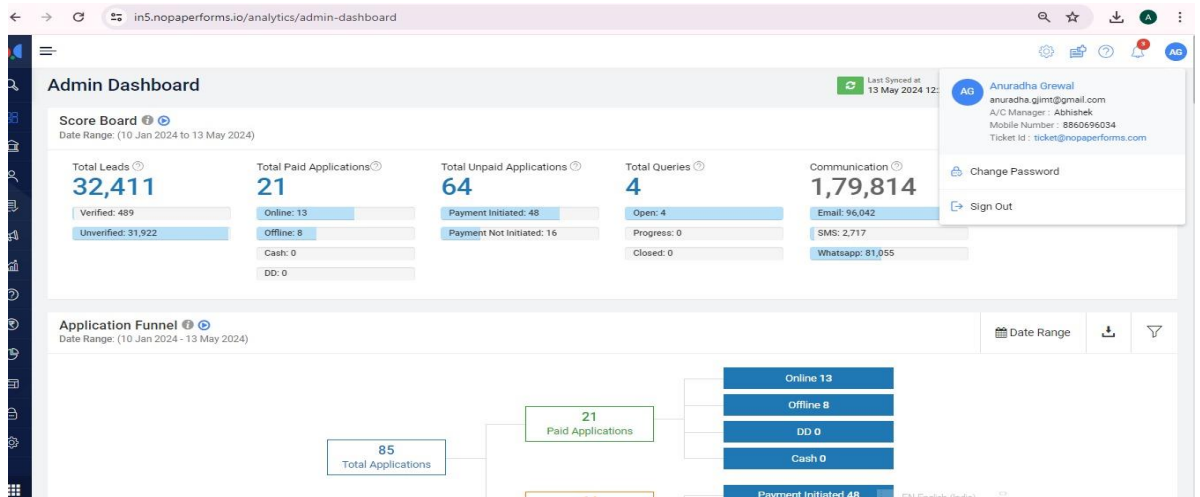 in5.nopaperforms.io/analytics/admin-dashboard
A
9
AG
Admin Dashboard
Last Synced at
13 May 2024 12:
AG
Anuradha Grewal
anuradha.gjimt@gmail.com
A/C Manager : Abhishek
Mobile Number : 8860696034
Ticket Id : ticket@nopaperforms.com
Change Password
Sign Out
Score Board
Date Range: (10 Jan 2024 to 13 May 2024)
Total Leads
32,411
Verified: 489
Unverified: 31,922
Total Paid Applications
21
Online: 13
Offline: 8
Cash: 0
DD: 0
Total Unpaid Applications
64
Payment Initiated: 48
Payment Not Initiated: 16
Total Queries
4
Open: 4
Progress: 0
Closed: 0
Communication
1,79,814
Email: 96,042
SMS: 2,717
Whatsapp: 81,055
Application Funnel
Date Range: (10 Jan 2024 - 13 May 2024)
Date Range
85
Total Applications
21
Paid Applications
Online 13
Offline 8
DD 0
Cash 0
Payment Initiated 48
EN English (India)